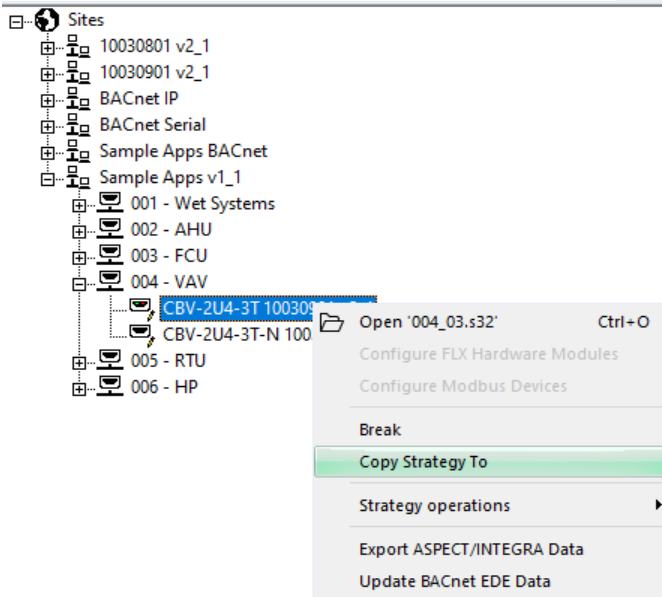 Sites
10030801 v2_1
10030901 v2_1
BACnet IP
BACnet Serial
Sample Apps BACnet
Sample Apps v1_1
001 - Wet Systems
002 - AHU
003 - FCU
004 - VAV
CBV-2U4-3T
CBV-2U4-3T-N
005 - RTU
006 - HP
Open '004_03.s32' Ctrl+O
Configure FLX Hardware Modules
Configure Modbus Devices
Break
Copy Strategy To
Strategy operations
Export ASPECT/INTEGRA Data
Update BACnet EDE Data